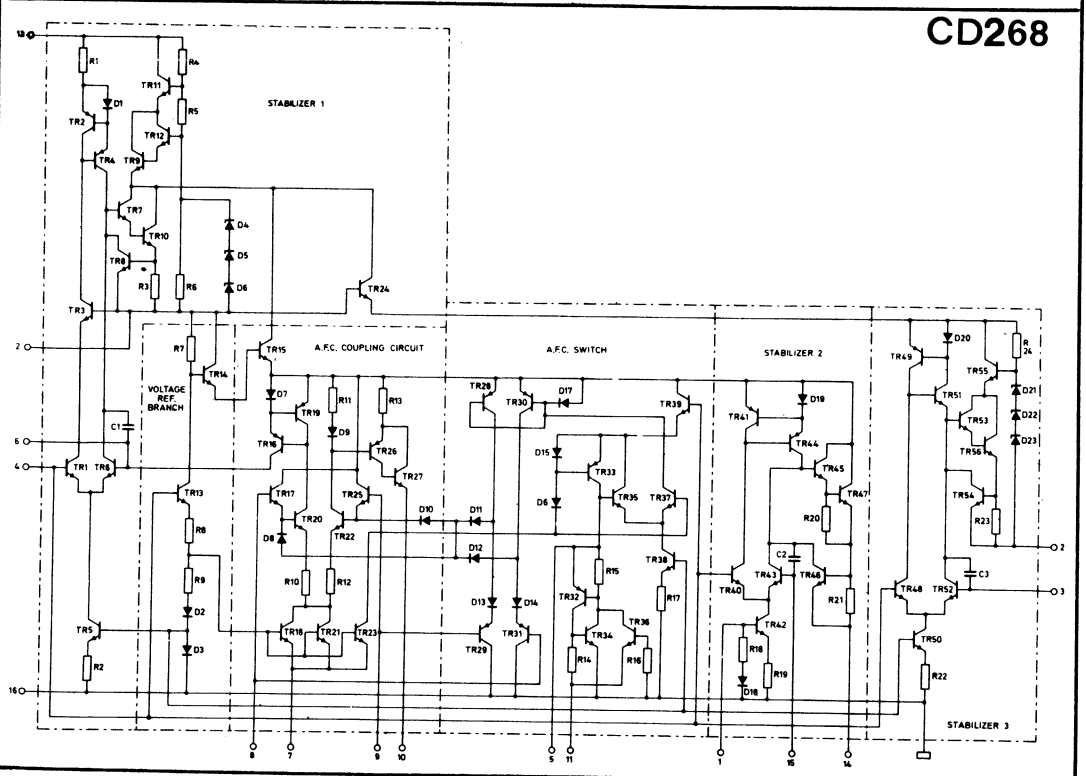 CD268
13
R1
R4
TR11
D1
STABILIZER 1
R5
TR2
TR12
TR4
TR9
TR7
D4
TR10
D5
TR8
R3
R6
D6
TR24
TR3
2
R7
TR15
A.F.C. COUPLING CIRCUIT
A.F.C. SWITCH
STABILIZER 2
D20
R
24
TR49
TR55
TR14
VOLTAGE
REF.
BRANCH
TR28
D17
TR30
TR39
D7
TR19
R11
R13
D19
TR41
TR51
D21
C1
D9
TR53
D22
6
TR16
TR26
D15
TR33
TR44
TR56
D23
4
TR1
TR6
TR27
TR45
TR13
TR17
TR25
D6
TR35
TR37
TR47
TR54
TR20
D10
D11
R20
R23
R8
D8
TR22
TR38
2
D12
R15
C2
C3
R9
R10
R12
TR32
R17
TR40
TR43
TR46
R21
TR48
TR52
3
D2
D13
D14
TR36
TR5
TR18
TR21
TR23
TR31
TR34
TR42
TR50
D3
TR29
R18
R2
R14
R16
R19
R22
16
D18
STABILIZER 3
8
7
9
10
5
11
1
15
14